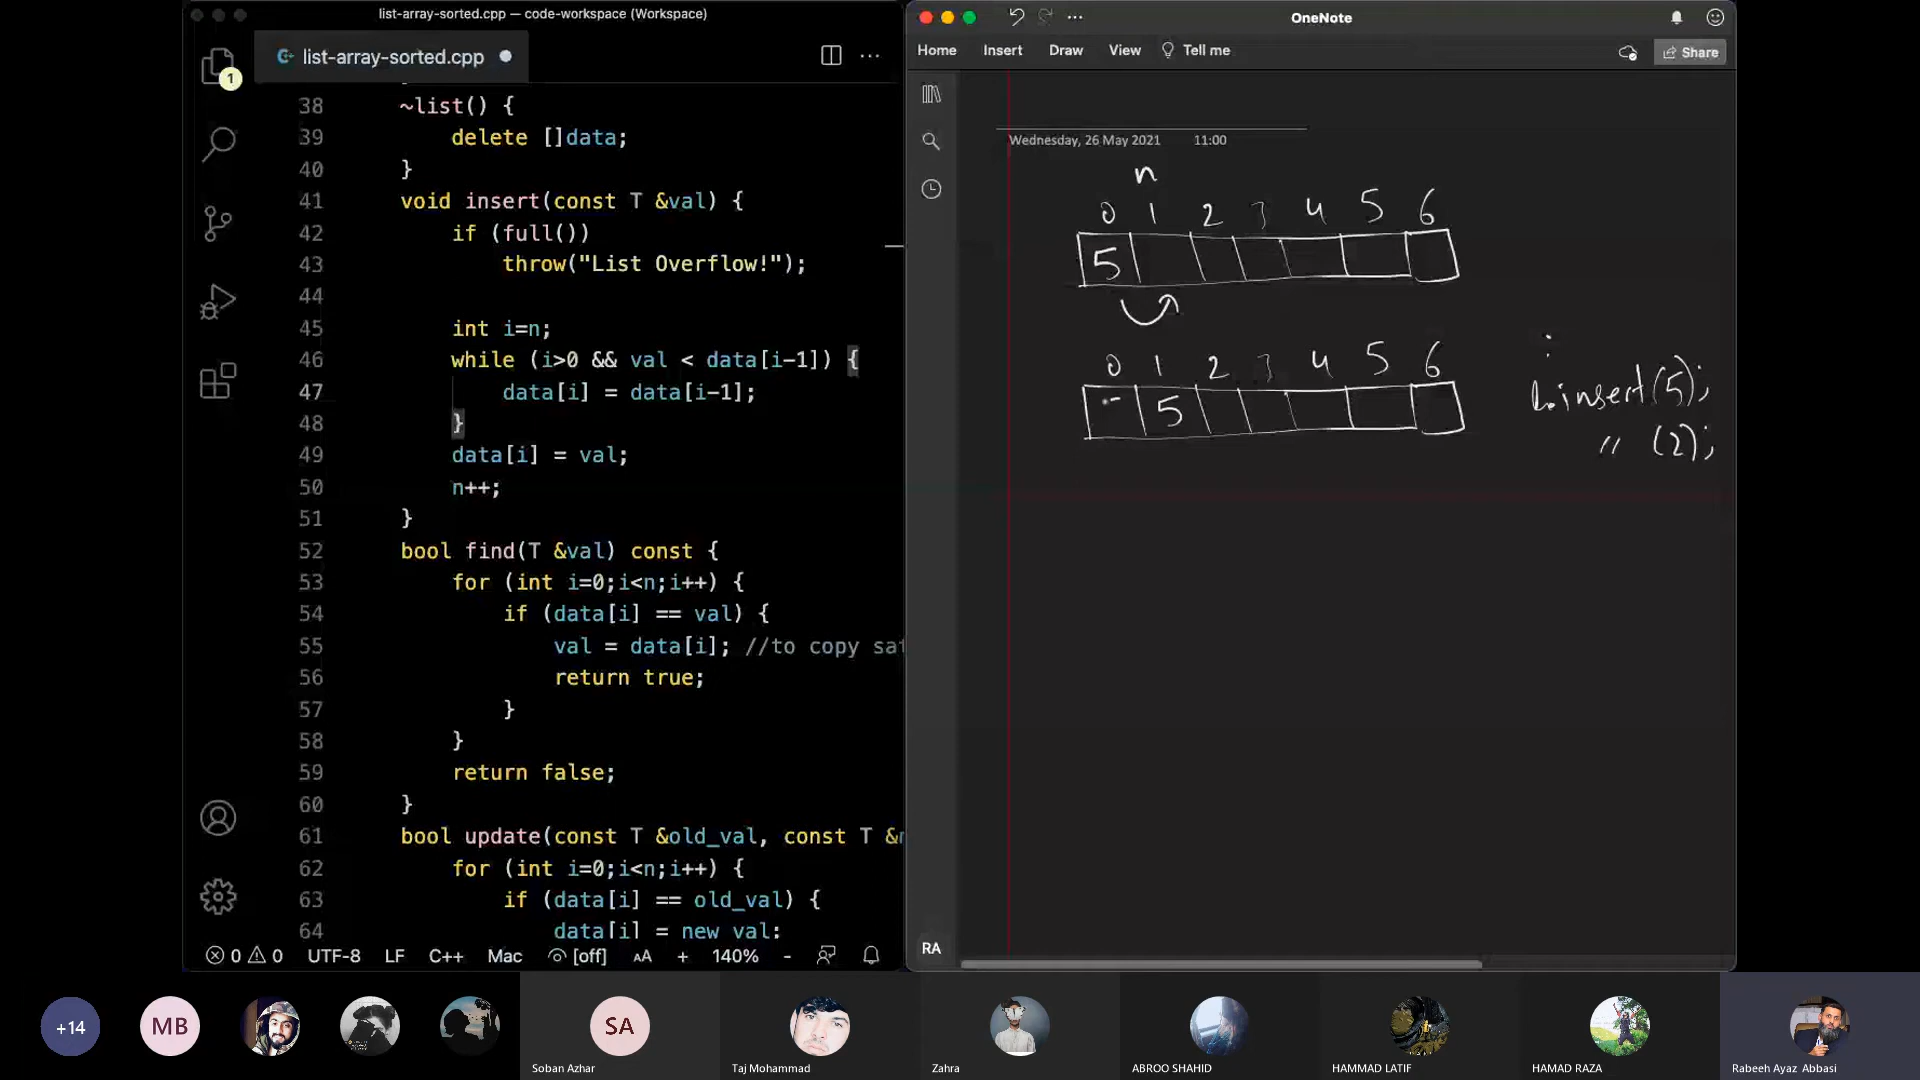 list-array-sorted.cpp — code-workspace (Workspace)
1
list-array-sorted.cpp
38 ~list() {
39 delete []data;
40 }
41 void insert(const T &val) {
42 if (full())
43 throw("List Overflow!");
44
45 int i=n;
46 while (i>0 && val < data[i-1]) {
47 data[i] = data[i-1];
48 }
49 data[i] = val;
50 n++;
51 }
52 bool find(T &val) const {
53 for (int i=0;i<n;i++) {
54 if (data[i] == val) {
55 val = data[i]; //to copy sat
56 return true;
57 }
58 }
59 return false;
60 }
61 bool update(const T &old_val, const T &n
62 for (int i=0;i<n;i++) {
63 if (data[i] == old_val) {
64 data[i] = new val:
0 0 UTF-8 LF C++ Mac [off] AA + 140% -
OneNote
Home Insert Draw View Tell me Share
Wednesday, 26 May 2021 11:00
n
0 1 2 3 4 5 6
5
0 1 2 3 4 5 6
5
l.insert(5);
" (2);
RA
+14 MB SA
Soban Azhar Taj Mohammad Zahra ABROO SHAHID HAMMAD LATIF HAMAD RAZA Rabeeh Ayaz Abbasi